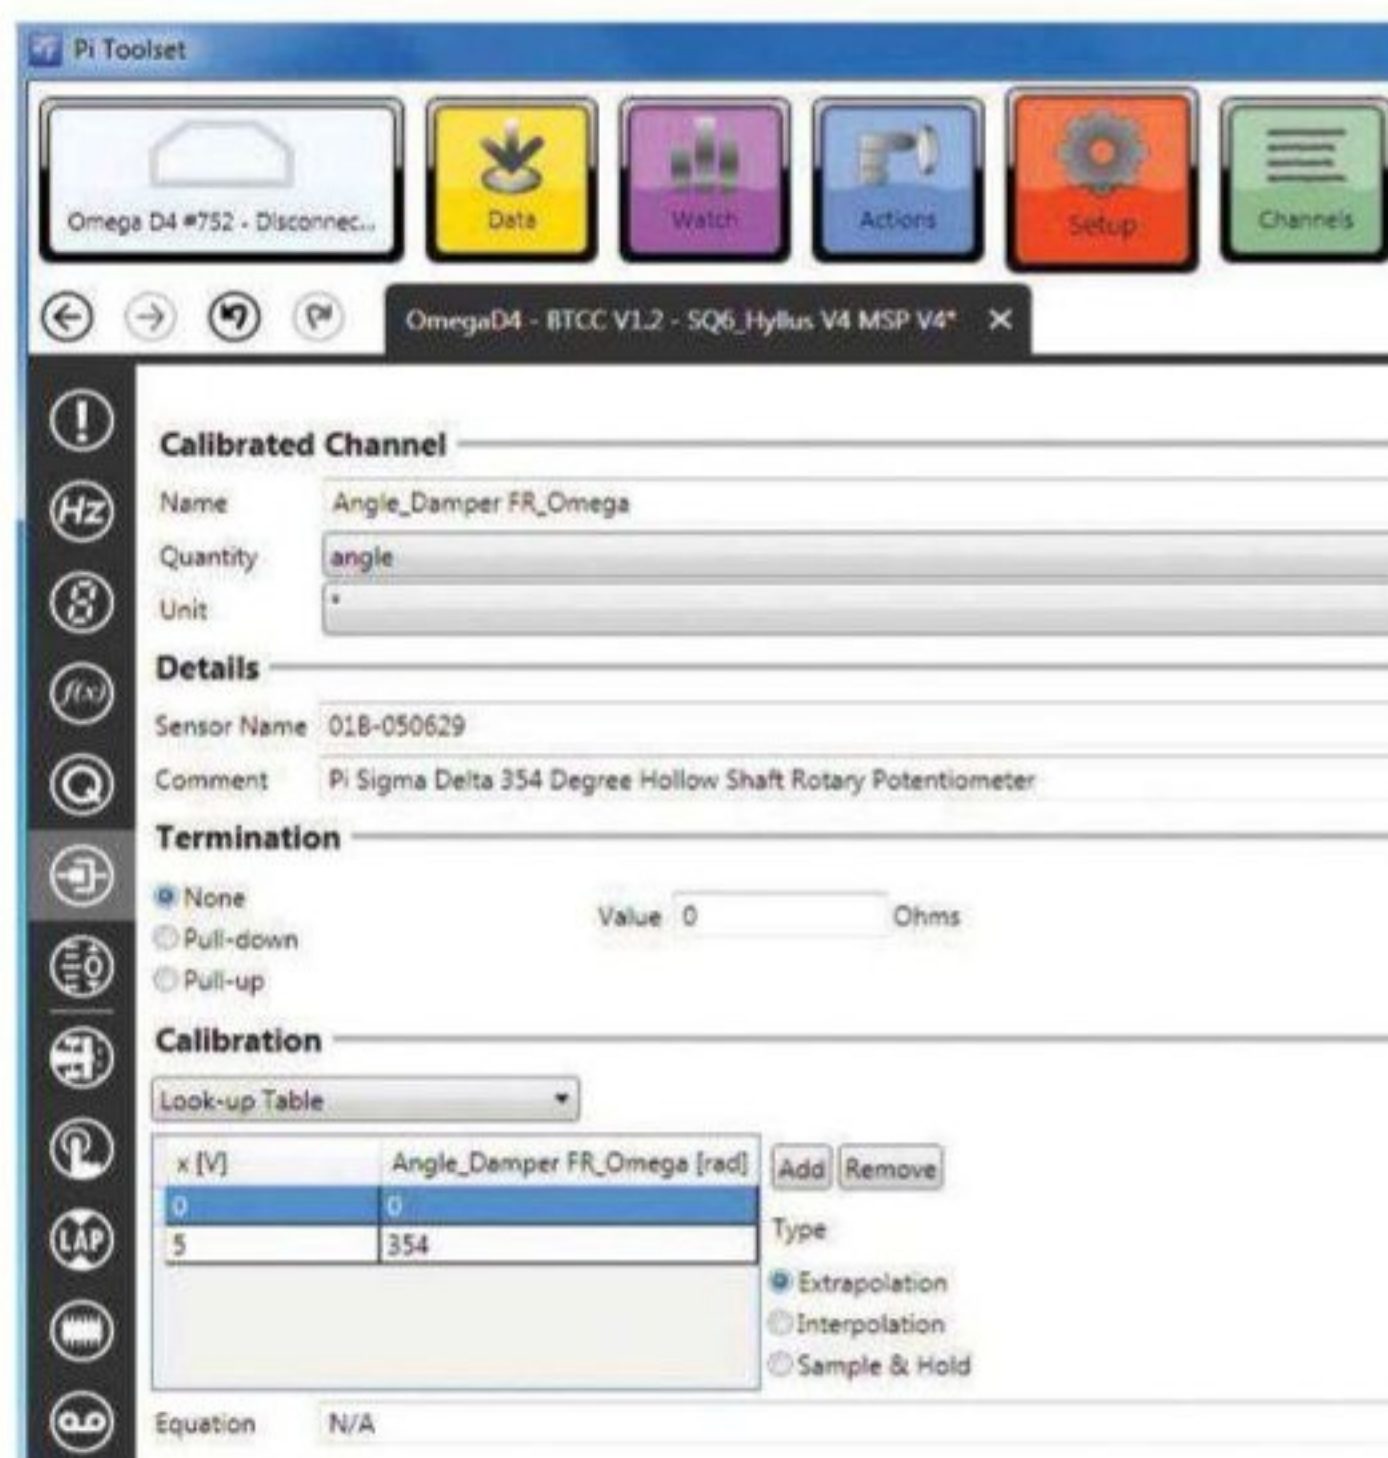 Pi Toolset
Omega D4 #752 - Disconnec...
Data
Watch
Actions
Setup
Channels
OmegaD4 - BTCC V1.2 - SQ6_Hyllus V4 MSP V4*
Calibrated Channel
Name Angle_Damper FR_Omega
Quantity angle
Unit °
Details
Sensor Name 01B-050629
Comment Pi Sigma Delta 354 Degree Hollow Shaft Rotary Potentiometer
Termination
None
Value 0 Ohms
Pull-down
Pull-up
Calibration
Look-up Table
x [V] Angle_Damper FR_Omega [rad] Add Remove
0 0
5 354
Type
Extrapolation
Interpolation
Sample & Hold
Equation N/A
!
Hz
8
f(x)
Q
LAP